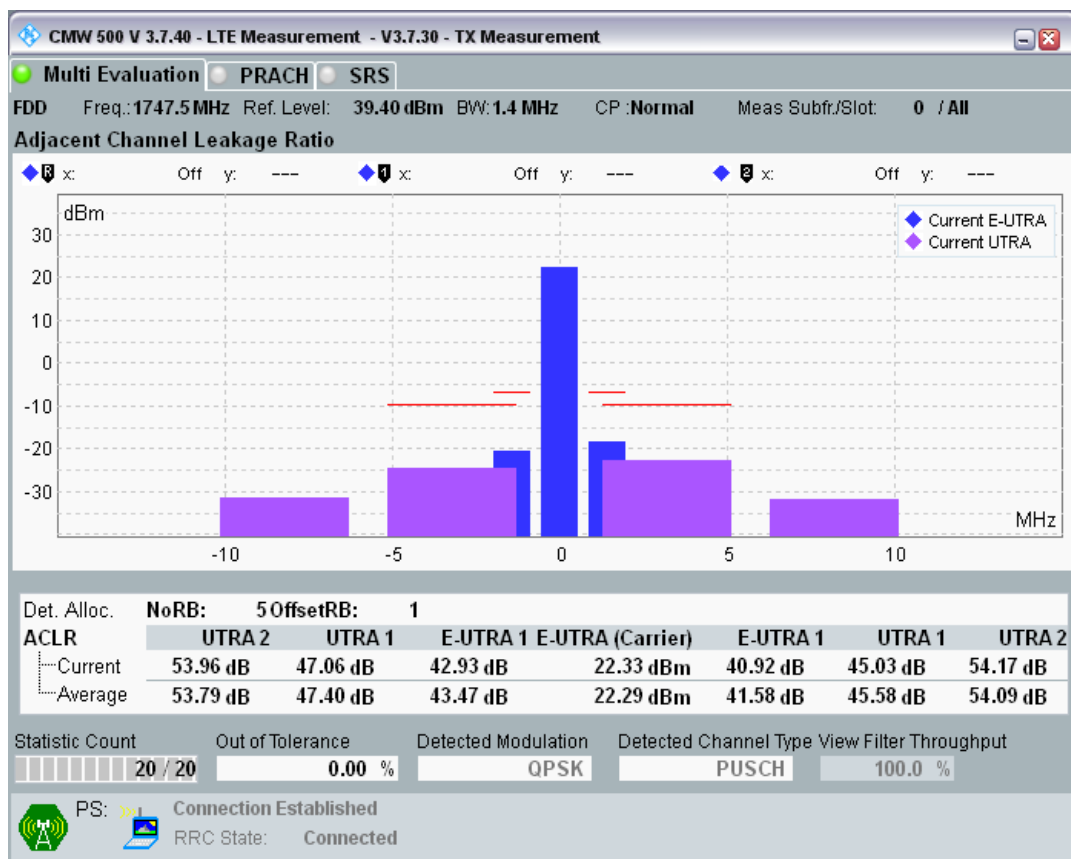 CMW 500 V 3.7.40 - LTE Measurement - V3.7.30 - TX Measurement
Multi Evaluation PRACH SRS
FDD Freq.: 1747.5 MHz Ref. Level: 39.40 dBm BW: 1.4 MHz CP :Normal Meas Subfr./Slot: 0 / All
Adjacent Channel Leakage Ratio
R x: Off y: --- 1 x: Off y: --- 2 x: Off y: ---
dBm
Current E-UTRA
Current UTRA
30
20
10
0
-10
-20
-30
MHz
-10 -5 0 5 10
Det. Alloc. NoRB: 5 OffsetRB: 1
ACLR UTRA 2 UTRA 1 E-UTRA 1 E-UTRA (Carrier) E-UTRA 1 UTRA 1 UTRA 2
Current 53.96 dB 47.06 dB 42.93 dB 22.33 dBm 40.92 dB 45.03 dB 54.17 dB
Average 53.79 dB 47.40 dB 43.47 dB 22.29 dBm 41.58 dB 45.58 dB 54.09 dB
Statistic Count Out of Tolerance Detected Modulation Detected Channel Type View Filter Throughput
20 / 20 0.00 % QPSK PUSCH 100.0 %
PS: Connection Established
RRC State: Connected